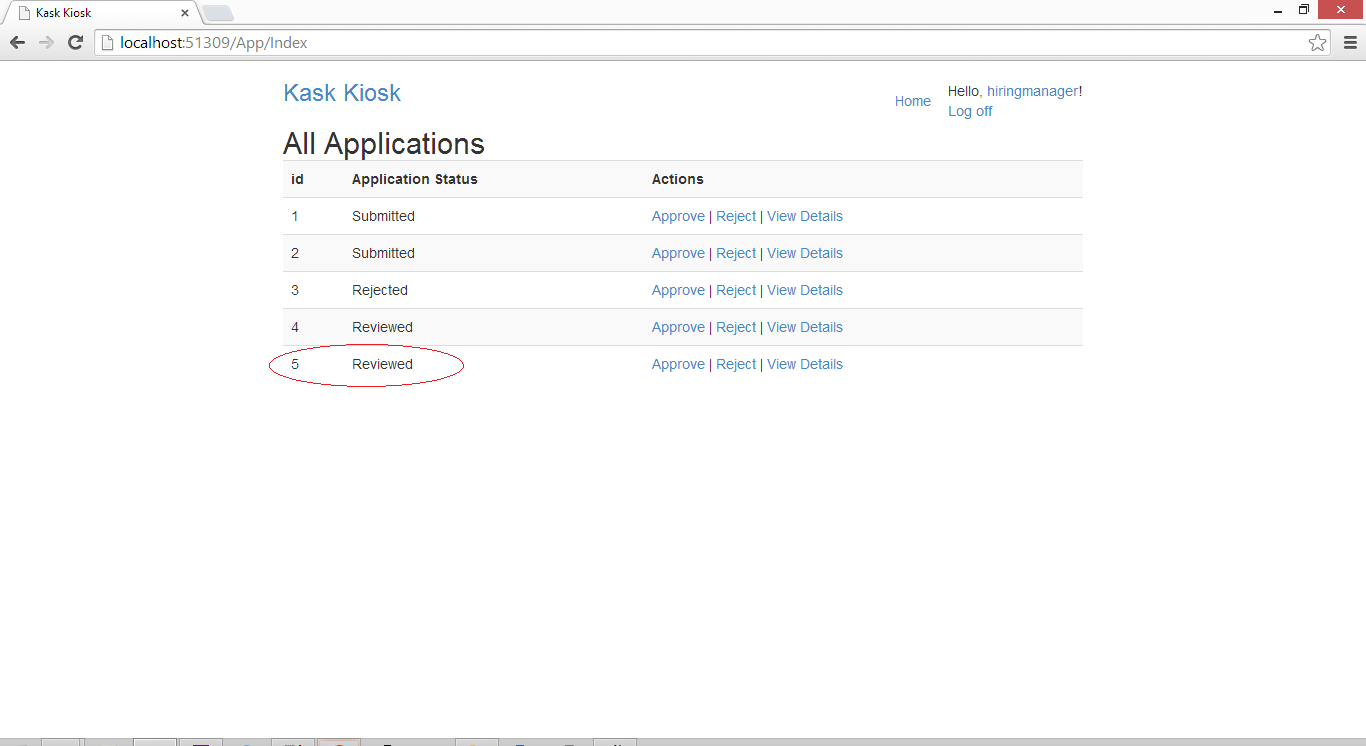 Kask Kiosk
localhost:51309/App/Index
Kask Kiosk
Home
Hello, hiringmanager!
Log off
All Applications
id Application Status Actions
1 Submitted Approve | Reject | View Details
2 Submitted Approve | Reject | View Details
3 Rejected Approve | Reject | View Details
4 Reviewed Approve | Reject | View Details
5 Reviewed Approve | Reject | View Details